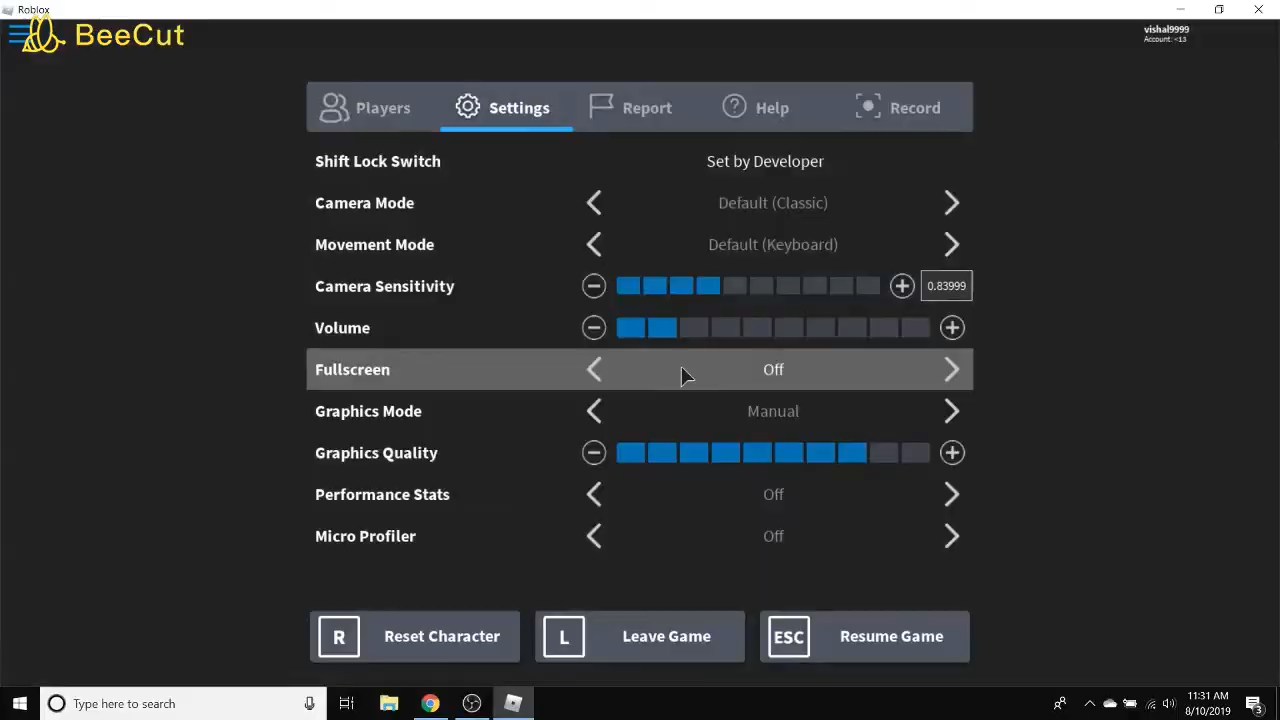 Roblox
BeeCut
vishal9999
Account: <13
Players Settings Report Help Record
Shift Lock Switch Set by Developer
Camera Mode Default (Classic)
Movement Mode Default (Keyboard)
Camera Sensitivity 0.83999
Volume
Fullscreen Off
Graphics Mode Manual
Graphics Quality
Performance Stats Off
Micro Profiler Off
R Reset Character L Leave Game ESC Resume Game
Type here to search
11:31 AM
8/10/2019
3